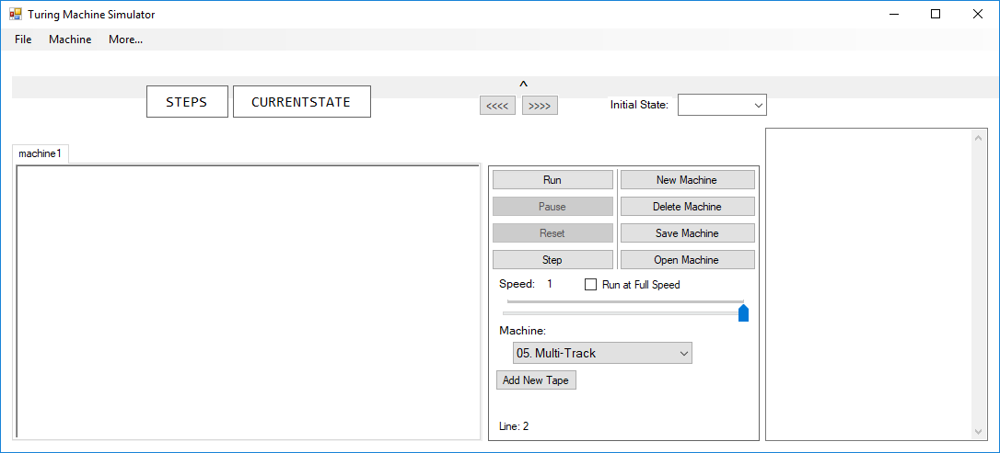 Turing Machine Simulator
File Machine More...
^
STEPS CURRENTSTATE <<<< >>>> Initial State:
machine1
Run New Machine
Pause Delete Machine
Reset Save Machine
Step Open Machine
Speed: 1 Run at Full Speed
Machine:
05. Multi-Track
Add New Tape
Line: 2